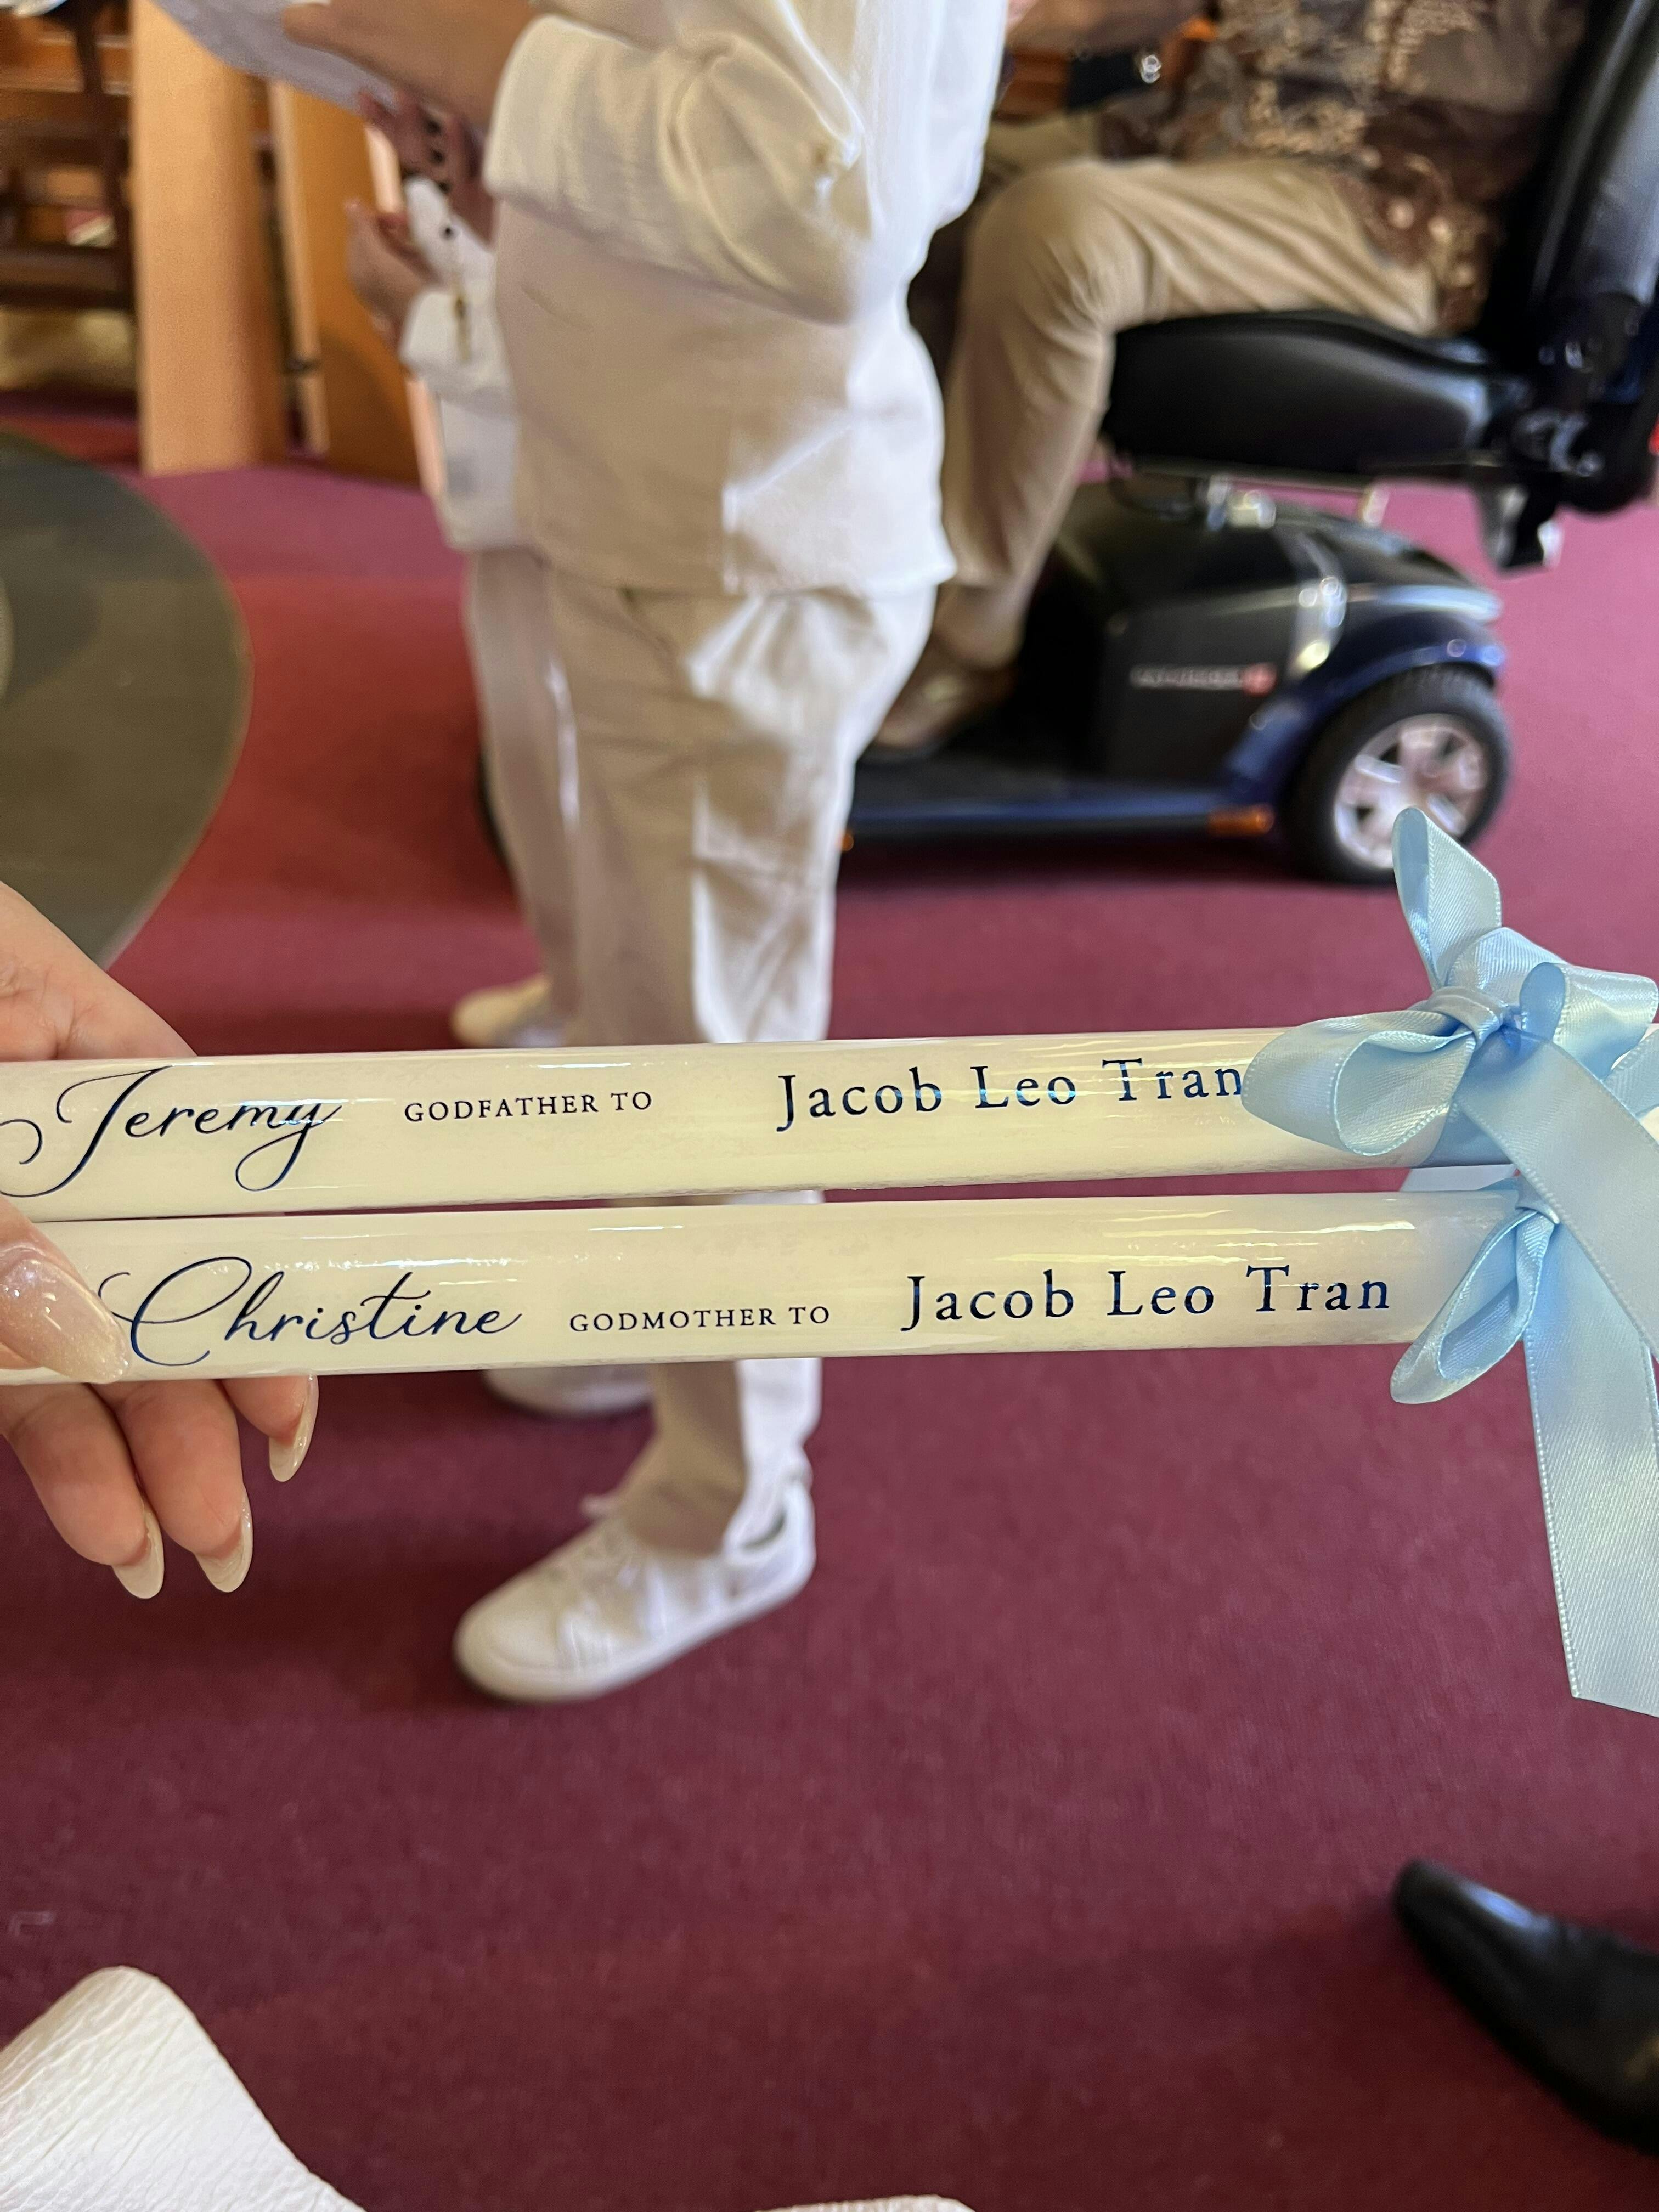 Jeremy GODFATHER TO Jacob Leo Tran
Christine GODMOTHER TO Jacob Leo Tran